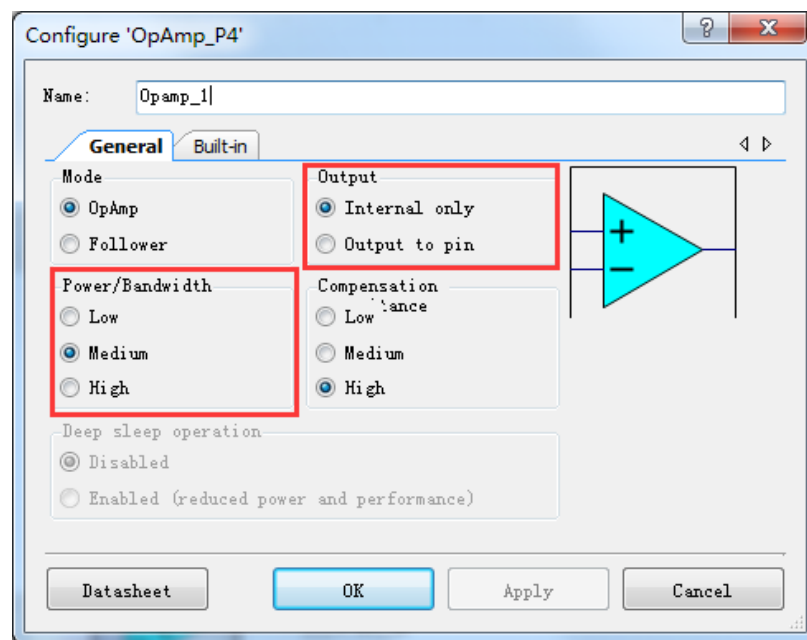 Configure 'OpAmp_P4'
Name: Opamp_1
General Built-in
Mode
OpAmp
Follower
Output
Internal only
Output to pin
Power/Bandwidth
Low
Medium
High
Compensation
Low
Medium
High
Deep sleep operation
Disabled
Enabled (reduced power and performance)
Datasheet OK Apply Cancel